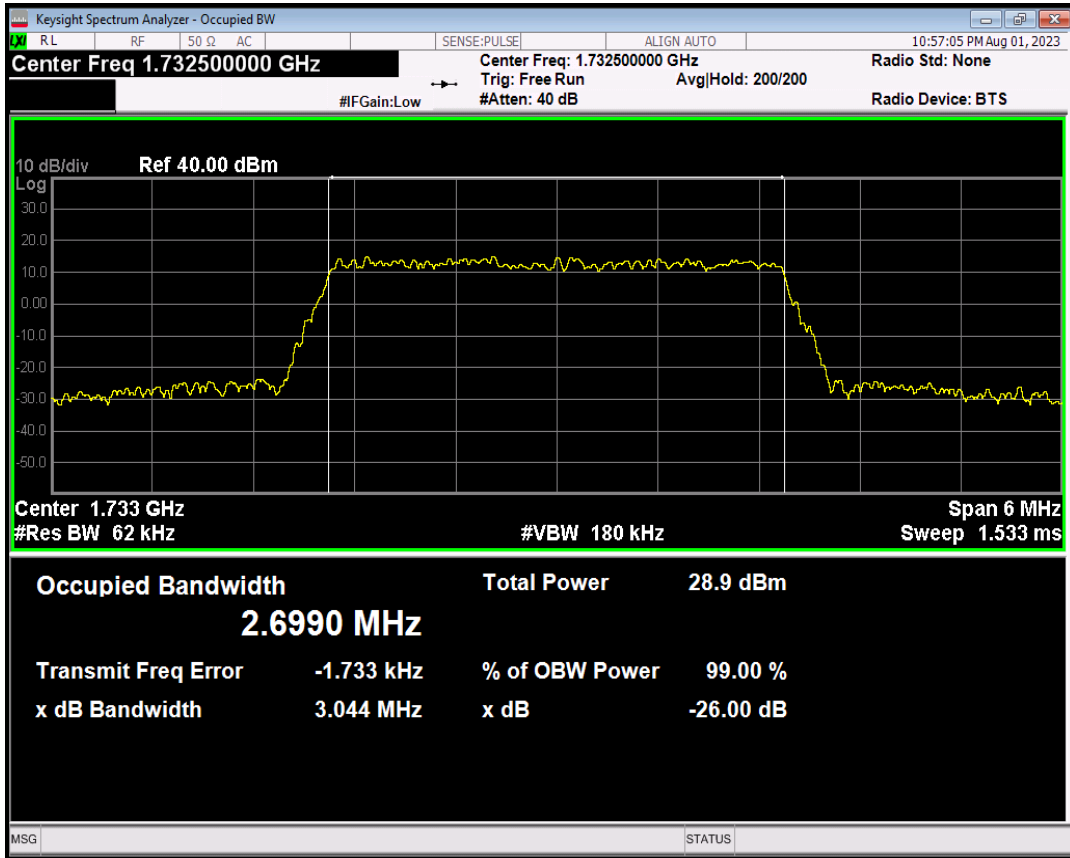 Keysight Spectrum Analyzer - Occupied BW
LXI RL RF 50 Ω AC SENSE:PULSE ALIGN AUTO 10:57:05 PM Aug 01, 2023
Center Freq 1.732500000 GHz Center Freq: 1.732500000 GHz Radio Std: None
Trig: Free Run Avg|Hold: 200/200
#IFGain:Low #Atten: 40 dB Radio Device: BTS
10 dB/div Ref 40.00 dBm
Log
30.0
20.0
10.0
0.00
-10.0
-20.0
-30.0
-40.0
-50.0
Center 1.733 GHz Span 6 MHz
#Res BW 62 kHz #VBW 180 kHz Sweep 1.533 ms
Occupied Bandwidth Total Power 28.9 dBm
2.6990 MHz
Transmit Freq Error -1.733 kHz % of OBW Power 99.00 %
x dB Bandwidth 3.044 MHz x dB -26.00 dB
MSG STATUS